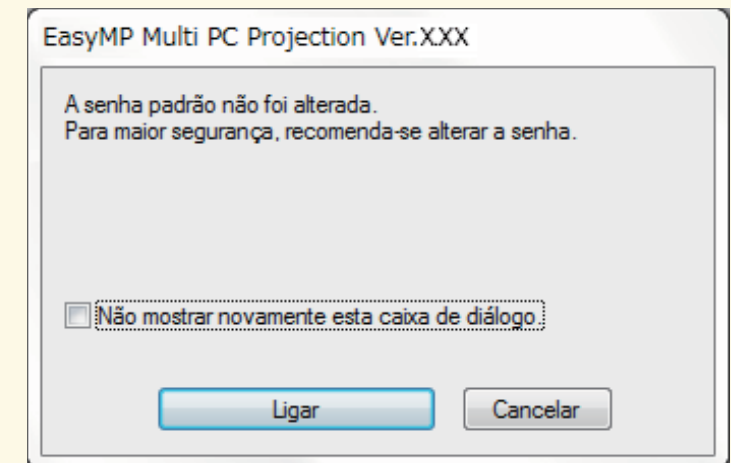 EasyMP Multi PC Projection Ver.XXX
A senha padrão não foi alterada.
Para maior segurança, recomenda-se alterar a senha.
Não mostrar novamente esta caixa de diálogo.
Ligar
Cancelar